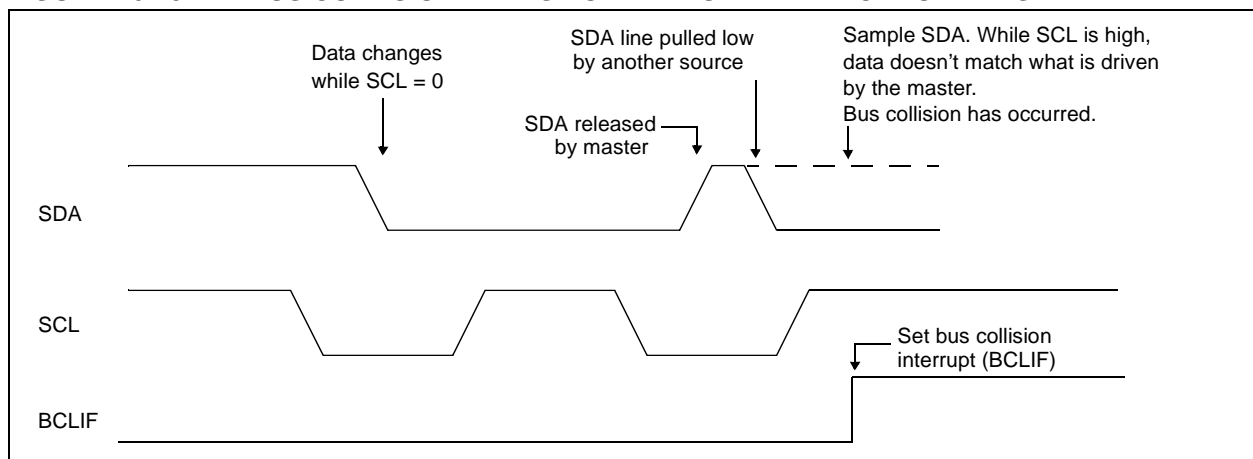 Data changes
while SCL = 0
SDA line pulled low
by another source
Sample SDA. While SCL is high,
data doesn't match what is driven
by the master.
Bus collision has occurred.
SDA released
by master
SDA
SCL
Set bus collision
interrupt (BCLIF)
BCLIF